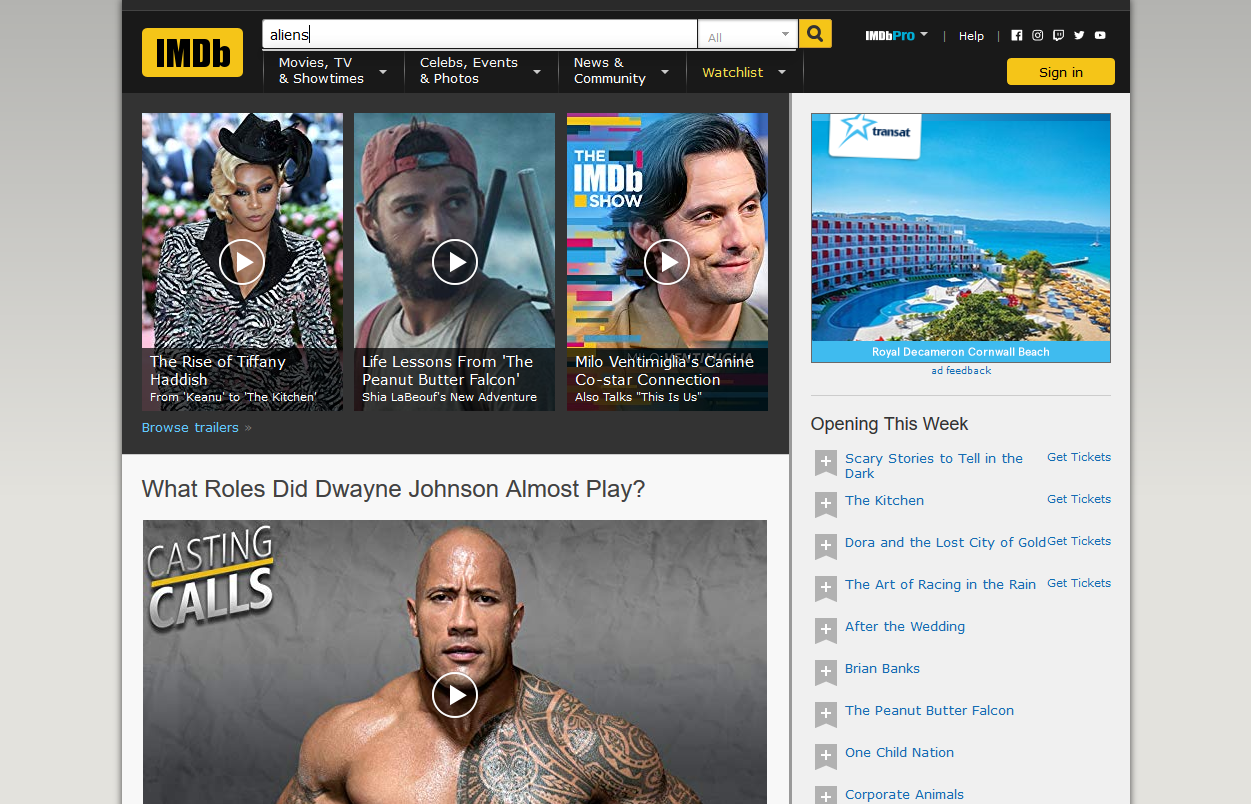 aliens
All
IMDbPro
|
Help
|
IMDb
Movies, TV
& Showtimes
Celebs, Events
& Photos
News &
Community
Watchlist
Sign in
The Rise of Tiffany
Haddish
From 'Keanu' to 'The Kitchen'
Life Lessons From 'The
Peanut Butter Falcon'
Shia LaBeouf's New Adventure
THE
IMDb
SHOW
MILO VENTIMIGLIA
Milo Ventimiglia's Canine
Co-star Connection
Also Talks "This Is Us"
Browse trailers »
What Roles Did Dwayne Johnson Almost Play?
CASTING
CALLS
transat
Royal Decameron Cornwall Beach
ad feedback
Opening This Week
Scary Stories to Tell in the Get Tickets
Dark
The Kitchen Get Tickets
Dora and the Lost City of Gold Get Tickets
The Art of Racing in the Rain Get Tickets
After the Wedding
Brian Banks
The Peanut Butter Falcon
One Child Nation
Corporate Animals